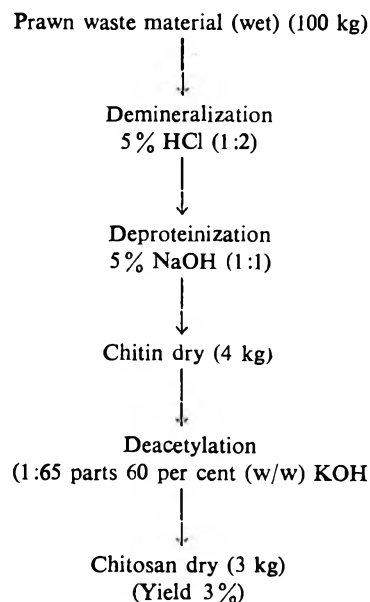 Prawn waste material (wet) (100 kg)
Demineralization
5% HCl (1:2)
Deproteinization
5% NaOH (1:1)
Chitin dry (4 kg)
Deacetylation
(1:65 parts 60 per cent (w/w) KOH
Chitosan dry (3 kg)
(Yield 3%)